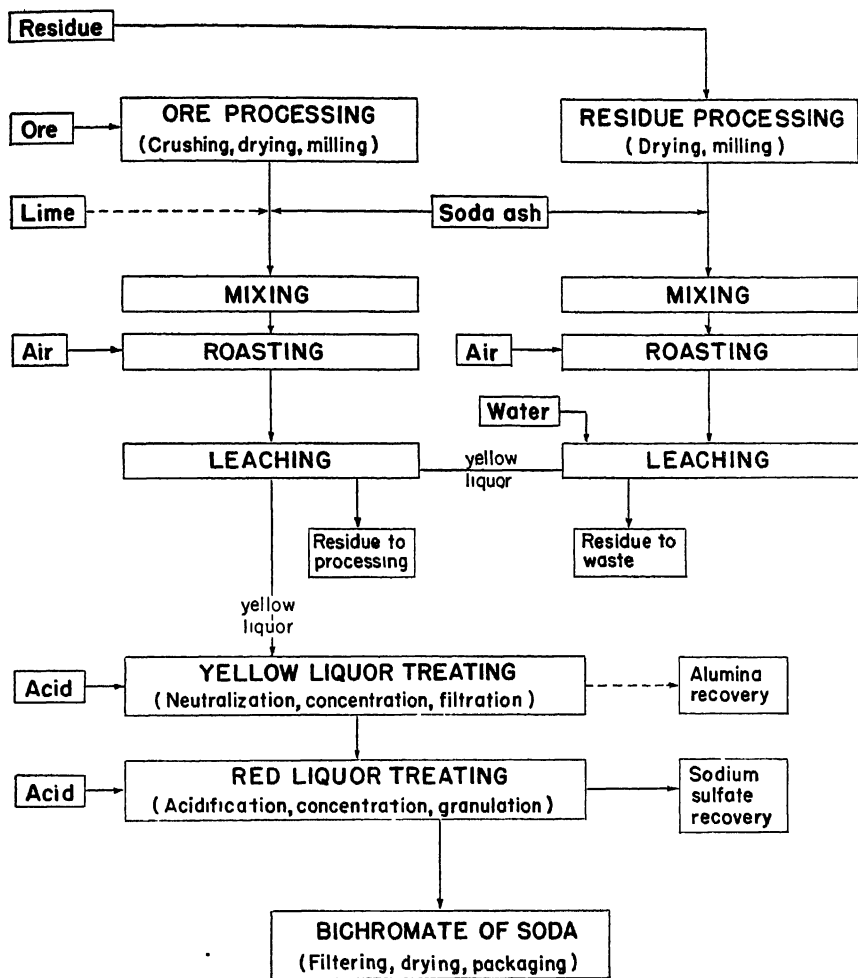 Residue
ORE PROCESSING
(Crushing, drying, milling)
RESIDUE PROCESSING
(Drying, milling)
Ore
Lime
Soda ash
MIXING
MIXING
Air
ROASTING
Air
ROASTING
Water
LEACHING
yellow
liquor
LEACHING
Residue to
processing
Residue to
waste
yellow
liquor
Acid
YELLOW LIQUOR TREATING
(Neutralization, concentration, filtration)
Alumina
recovery
Acid
RED LIQUOR TREATING
(Acidification, concentration, granulation)
Sodium
sulfate
recovery
BICHROMATE OF SODA
(Filtering, drying, packaging)